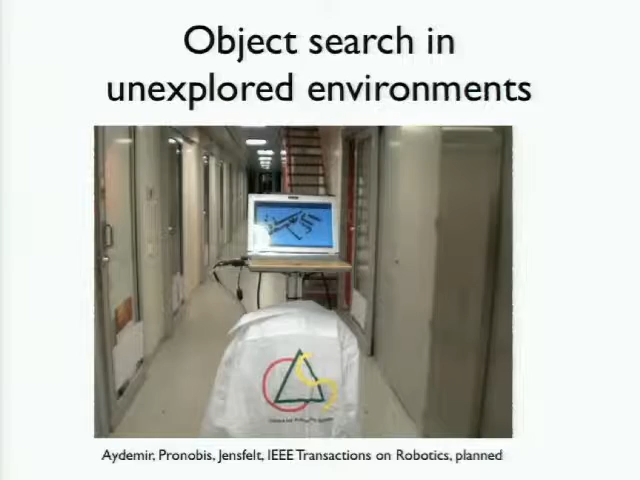 Object search in
unexplored environments
Aydemir, Pronobis, Jensfelt, IEEE Transactions on Robotics, planned